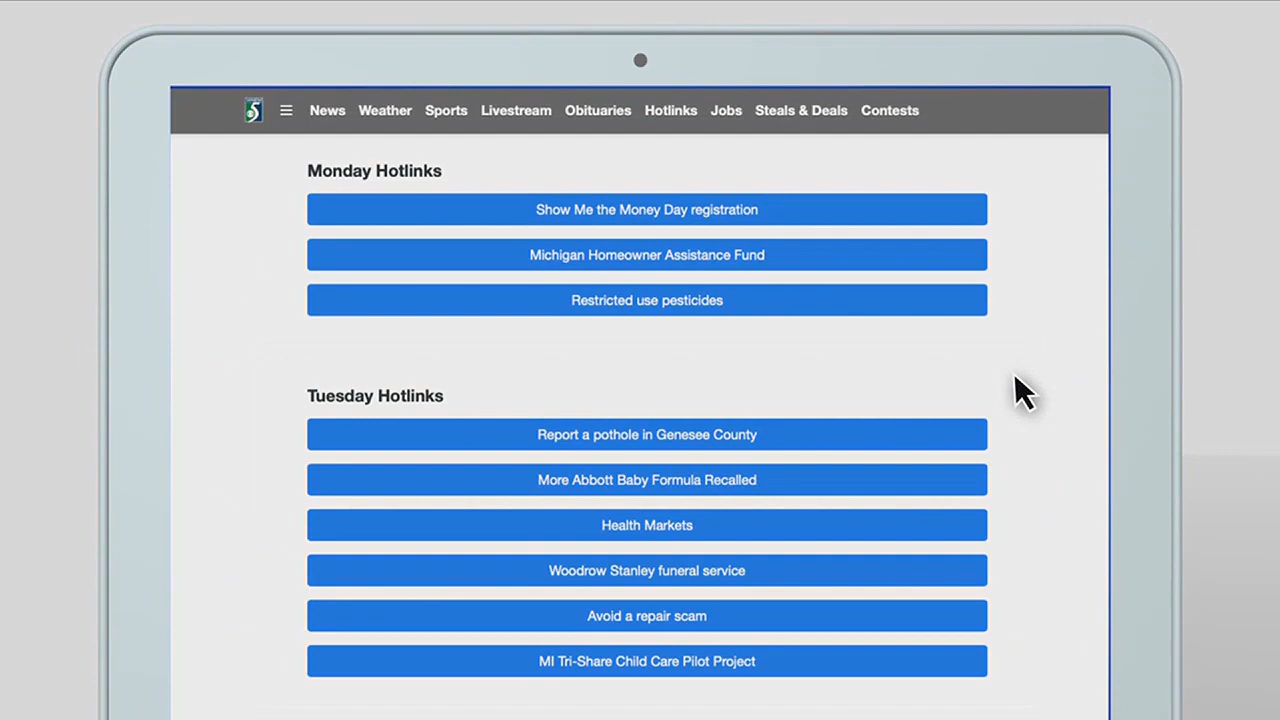 5
News Weather Sports Livestream Obituaries Hotlinks Jobs Steals & Deals Contests
Monday Hotlinks
Show Me the Money Day registration
Michigan Homeowner Assistance Fund
Restricted use pesticides
Tuesday Hotlinks
Report a pothole in Genesee County
More Abbott Baby Formula Recalled
Health Markets
Woodrow Stanley funeral service
Avoid a repair scam
MI Tri-Share Child Care Pilot Project